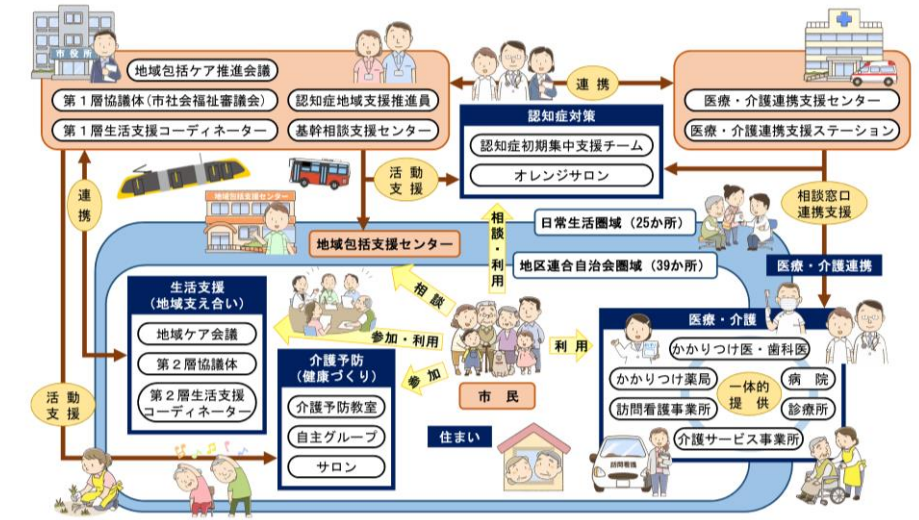 市役所
地域包括ケア推進会議
第1層協議体(市社会福祉審議会)
認知症地域支援推進員
第1層生活支援コーディネーター
基幹相談支援センター
連携
医療・介護連携支援センター
医療・介護連携支援ステーション
認知症対策
認知症初期集中支援チーム
オレンジサロン
連携
活動
支援
相談窓口
連携支援
地域包括支援センター
地域包括支援センター
相談・利用
日常生活圏域(25か所)
地区連合自治会圏域(39か所)
医療・介護連携
生活支援
(地域支え合い)
地域ケア会議
第2層協議体
第2層生活支援
コーディネーター
相談
参加・利用
参加
利用
介護予防
(健康づくり)
介護予防教室
自主グループ
サロン
市民
住まい
医療・介護
かかりつけ医・歯科医
かかりつけ薬局
一体的
提供
病院
訪問看護事業所
診療所
介護サービス事業所
訪問看護
活動
支援